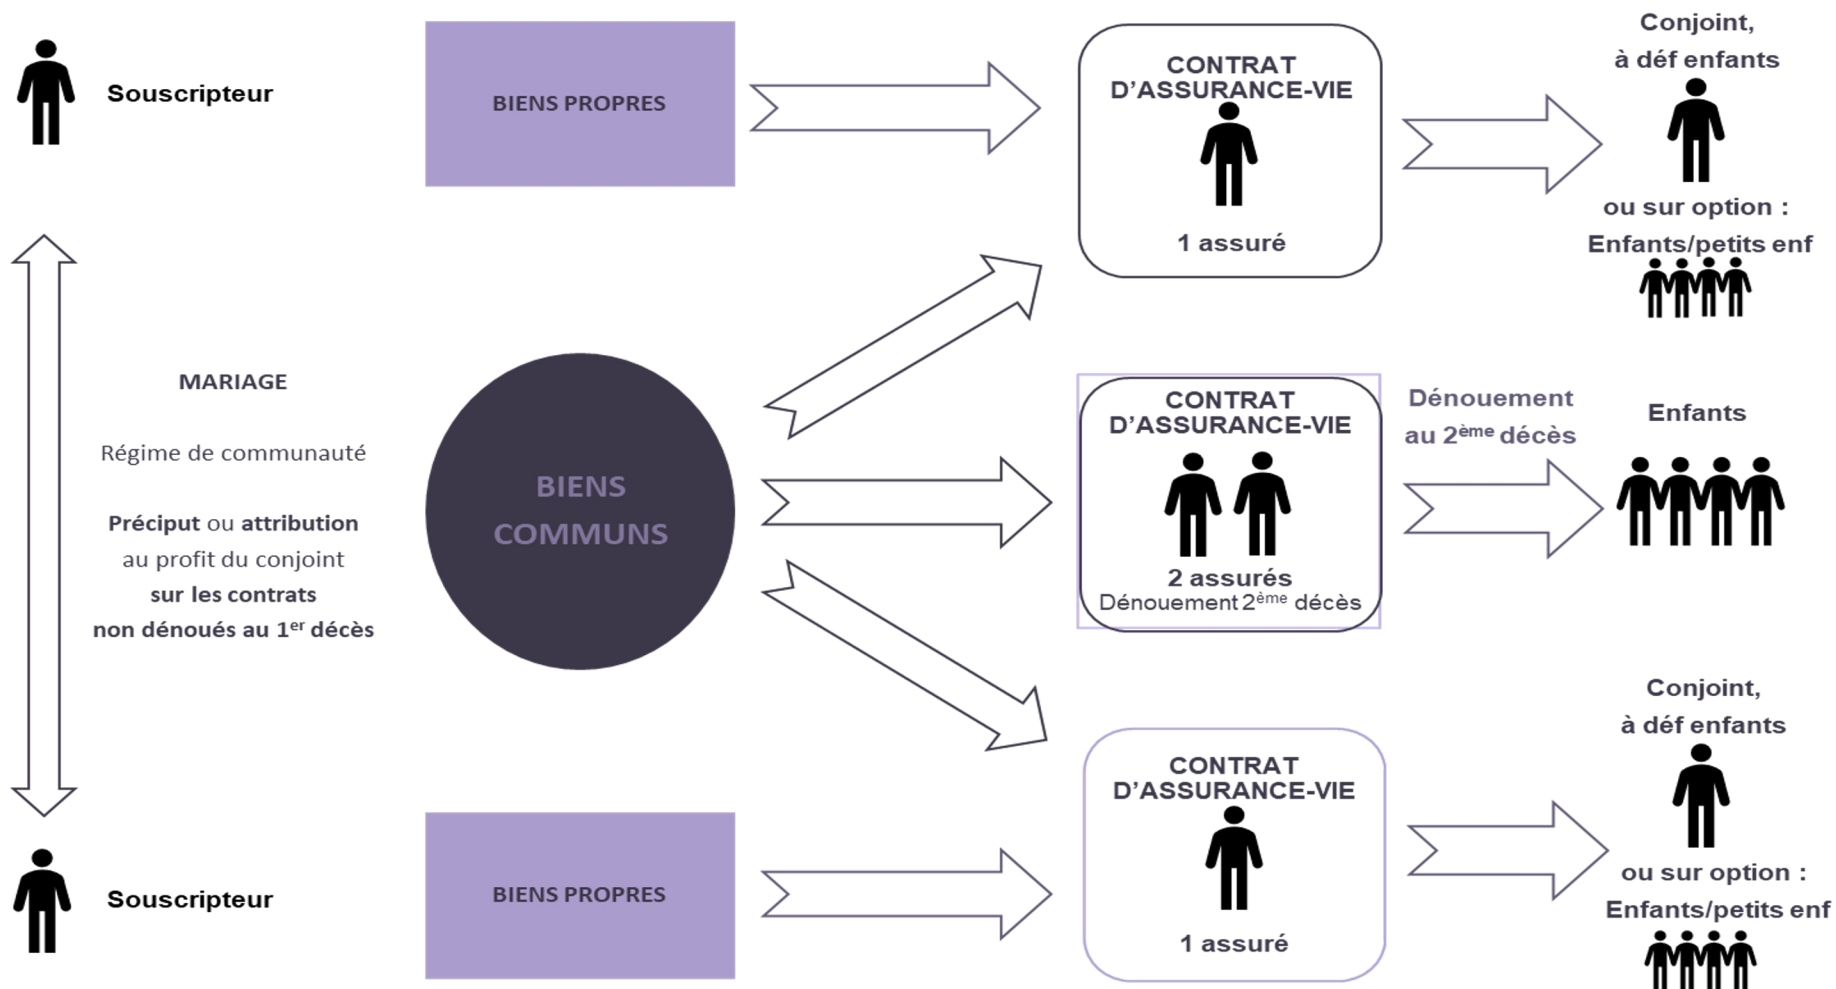 Souscripteur
BIENS PROPRES
CONTRAT
D’ASSURANCE-VIE
1 assuré
Conjoint,
à déf enfants
ou sur option :
Enfants/petits enf
MARIAGE
Régime de communauté
Préciput ou attribution
au profit du conjoint
sur les contrats
non dénoués au 1er décès
BIENS
COMMUNS
CONTRAT
D’ASSURANCE-VIE
2 assurés
Dénouement 2ème décès
Dénouement
au 2ème décès
Enfants
Souscripteur
BIENS PROPRES
CONTRAT
D’ASSURANCE-VIE
1 assuré
Conjoint,
à déf enfants
ou sur option :
Enfants/petits enf